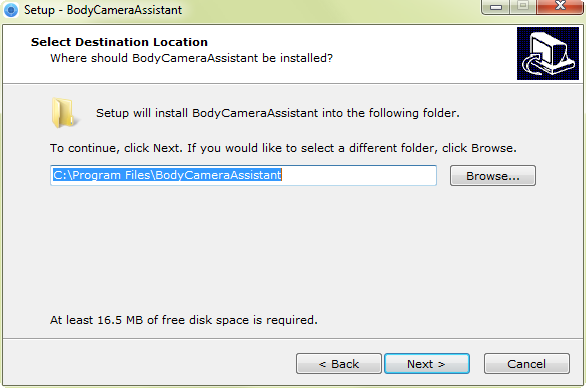 Setup - BodyCameraAssistant
Select Destination Location
Where should BodyCameraAssistant be installed?
Setup will install BodyCameraAssistant into the following folder.
To continue, click Next. If you would like to select a different folder, click Browse.
C:\Program Files\BodyCameraAssistant
Browse...
At least 16.5 MB of free disk space is required.
< Back
Next >
Cancel